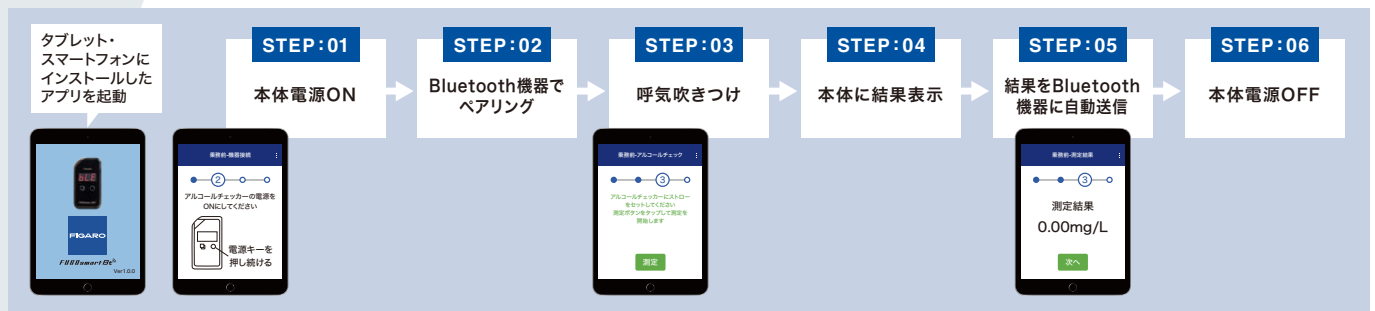 タブレット・
スマートフォンに
インストールした
アプリを起動
STEP：01
本体電源ON
STEP：02
Bluetooth機器で
ペアリング
STEP：03
呼気吹きつけ
STEP：04
本体に結果表示
STEP：05
結果をBluetooth
機器に自動送信
STEP：06
本体電源OFF
FIGARO
Ver1.0.0
業務前-機器接続
2
アルコールチェッカーの電源を
ONにしてください
電源キーを
押し続ける
業務前-アルコールチェック
3
アルコールチェッカーにストロー
をセットしてください
測定ボタンをタップして測定を
開始します
測定
業務前-測定結果
3
測定結果
0.00mg/L
次へ